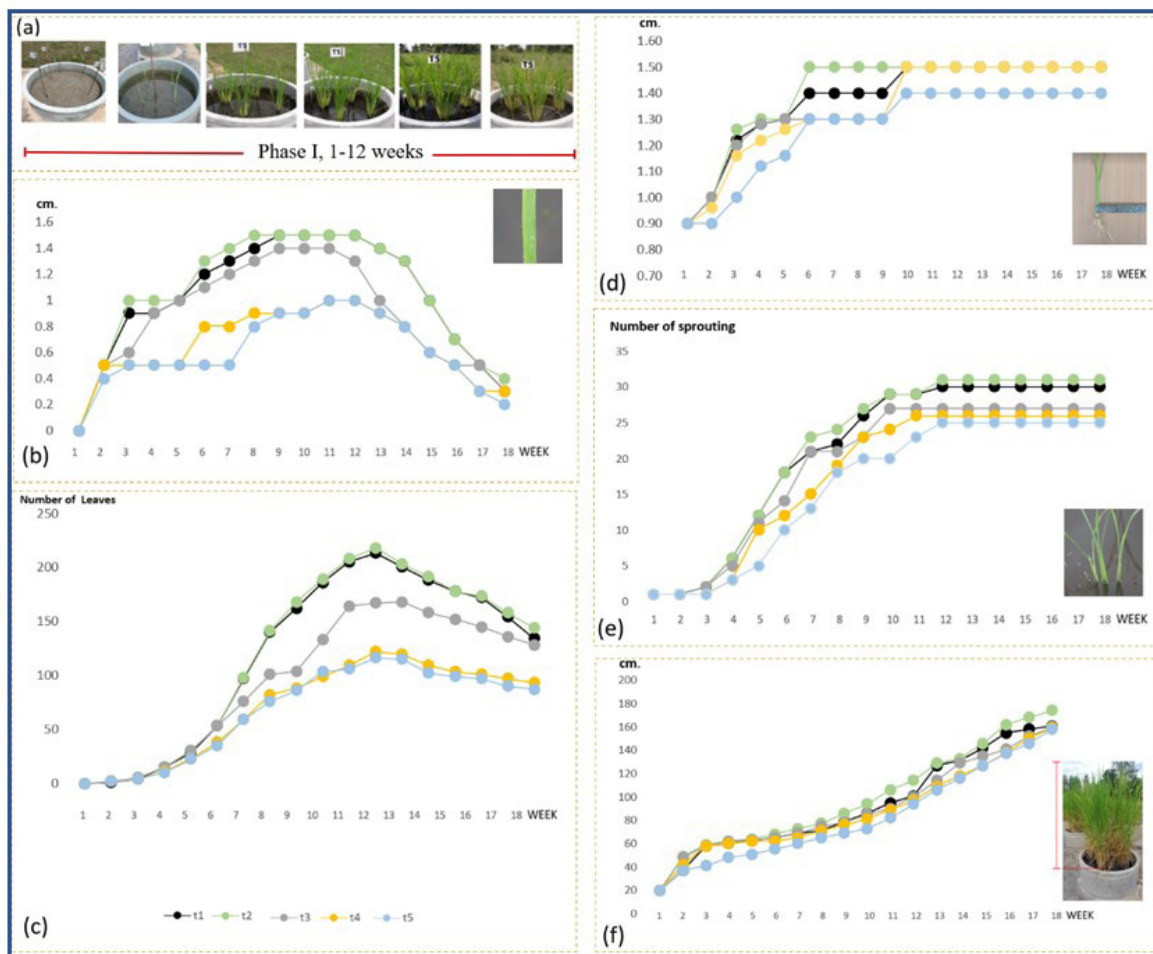 (a)
T5
T5
T5
T5
Phase I, 1-12 weeks
cm.
1.6
1.4
1.2
1
0.8
0.6
0.4
0.2
0
1 2 3 4 5 6 7 8 9 10 11 12 13 14 15 16 17 18 WEEK
(b)
Number of Leaves
250
200
150
100
50
0
1 2 3 4 5 6 7 8 9 10 11 12 13 14 15 16 17 18 WEEK
t1 t2 t3 t4 t5
(c)
cm.
1.60
1.50
1.40
1.30
1.20
1.10
1.00
0.90
0.80
0.70
1 2 3 4 5 6 7 8 9 10 11 12 13 14 15 16 17 18 WEEK
(d)
Number of sprouting
35
30
25
20
15
10
5
0
1 2 3 4 5 6 7 8 9 10 11 12 13 14 15 16 17 18 WEEK
(e)
cm.
200
180
160
140
120
100
80
60
40
20
0
1 2 3 4 5 6 7 8 9 10 11 12 13 14 15 16 17 18 WEEK
(f)